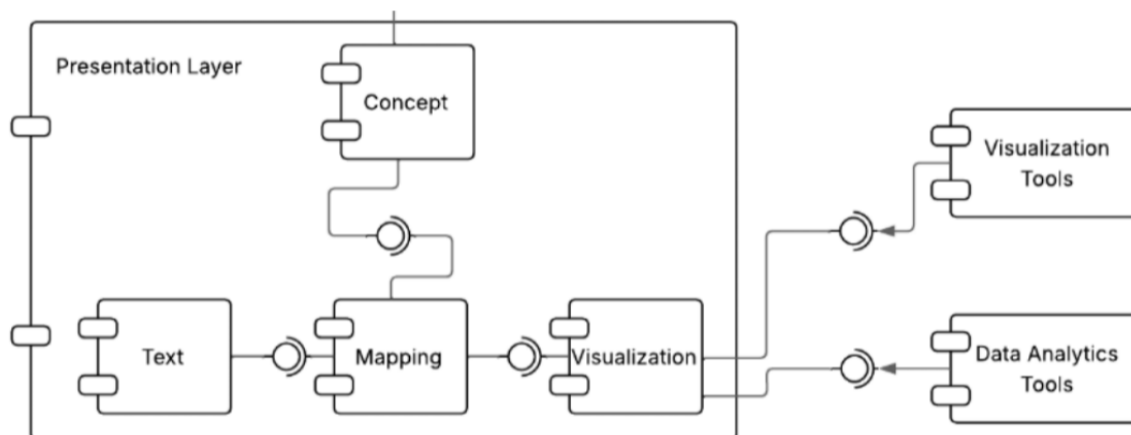 Presentation Layer
Concept
Visualization
Tools
Text
Mapping
Visualization
Data Analytics
Tools